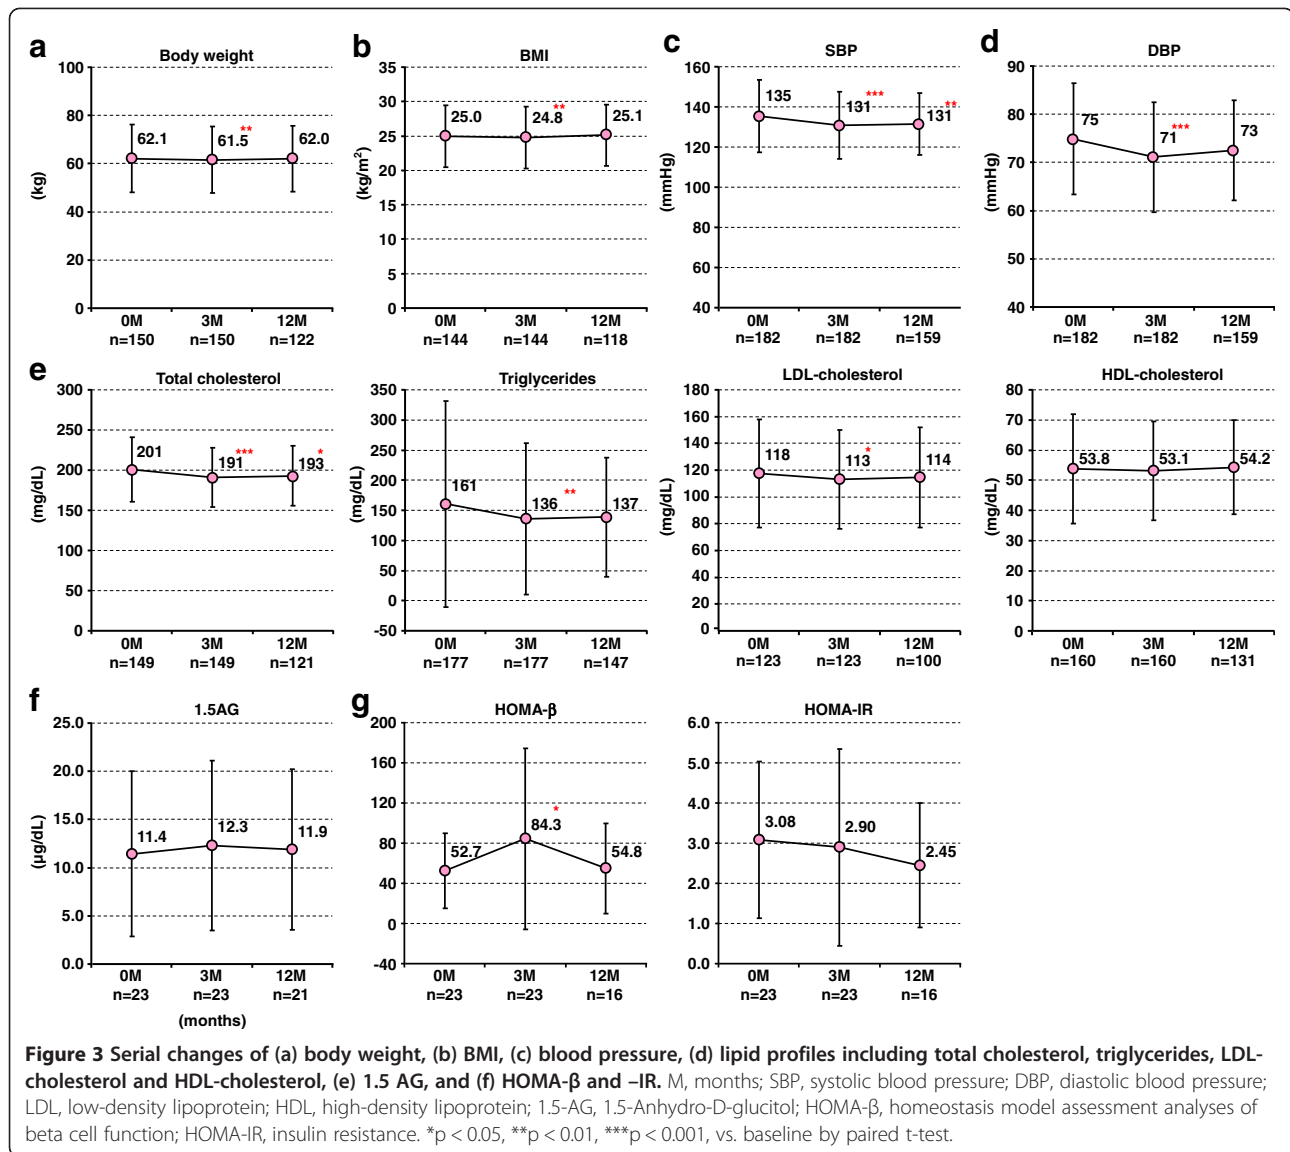 a
Body weight
100
80
60
40
20
0
(kg)
62.1
61.5
**
62.0
0M 3M 12M
n=150 n=150 n=122
b
BMI
35
30
25
20
15
10
5
0
(kg/m²)
25.0
24.8
**
25.1
0M 3M 12M
n=144 n=144 n=118
c
SBP
160
140
120
100
80
60
40
(mmHg)
135
131
***
131
**
0M 3M 12M
n=182 n=182 n=159
d
DBP
90
80
70
60
50
40
(mmHg)
75
71
***
73
0M 3M 12M
n=182 n=182 n=159
e
Total cholesterol
300
250
200
150
100
50
0
(mg/dL)
201
191
***
193
*
0M 3M 12M
n=149 n=149 n=121
Triglycerides
350
300
250
200
150
100
50
0
-50
(mg/dL)
161
136
**
137
0M 3M 12M
n=177 n=177 n=147
LDL-cholesterol
180
160
140
120
100
80
60
40
20
0
(mg/dL)
118
113
*
114
0M 3M 12M
n=123 n=123 n=100
HDL-cholesterol
80
70
60
50
40
30
20
10
0
(mg/dL)
53.8
53.1
54.2
0M 3M 12M
n=160 n=160 n=131
f
1.5AG
25.0
20.0
15.0
10.0
5.0
0.0
(µg/dL)
11.4
12.3
11.9
0M 3M 12M
n=23 n=23 n=21
(months)
g
HOMA-β
200
160
120
80
40
0
-40
52.7
84.3
*
54.8
0M 3M 12M
n=23 n=23 n=16
HOMA-IR
6.0
5.0
4.0
3.0
2.0
1.0
0.0
3.08
2.90
2.45
0M 3M 12M
n=23 n=23 n=16
Figure 3 Serial changes of (a) body weight, (b) BMI, (c) blood pressure, (d) lipid profiles including total cholesterol, triglycerides, LDL-
cholesterol and HDL-cholesterol, (e) 1.5 AG, and (f) HOMA-β and –IR. M, months; SBP, systolic blood pressure; DBP, diastolic blood pressure;
LDL, low-density lipoprotein; HDL, high-density lipoprotein; 1.5-AG, 1.5-Anhydro-D-glucitol; HOMA-β, homeostasis model assessment analyses of
beta cell function; HOMA-IR, insulin resistance. *p < 0.05, **p < 0.01, ***p < 0.001, vs. baseline by paired t-test.